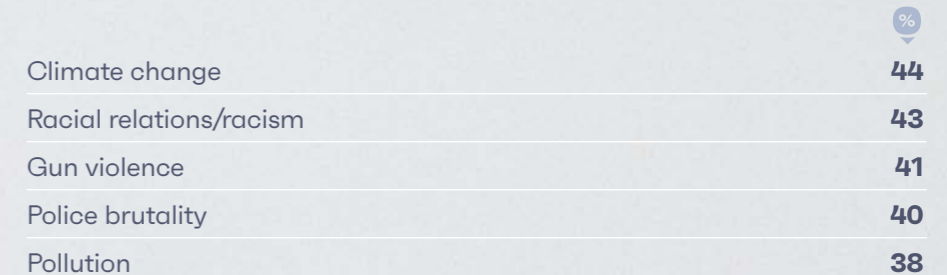 %
Climate change 44
Racial relations/racism 43
Gun violence 41
Police brutality 40
Pollution 38